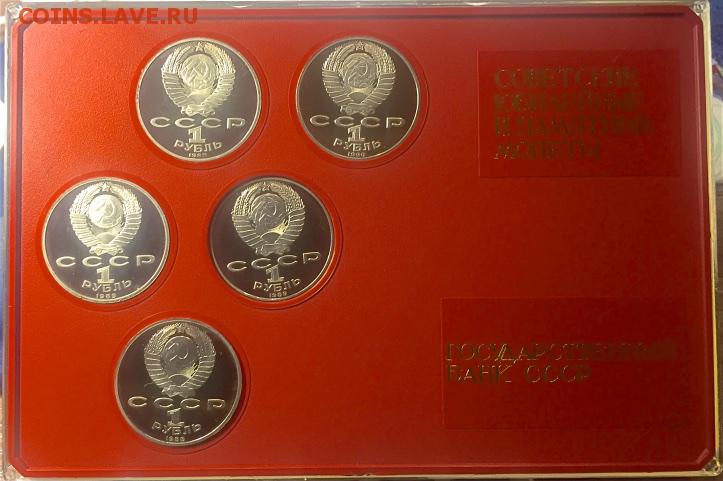 COINS.LAVE.RU
СССР
1
РУБЛЬ
СССР
1
РУБЛЬ
СОВЕТСКИЕ
ЮБИЛЕЙНЫЕ
И ПАМЯТНЫЕ
МОНЕТЫ
СССР
1
РУБЛЬ
СССР
1
РУБЛЬ
ГОСУДАРСТВЕННЫЙ
БАНК СССР
СССР
1
РУБЛЬ